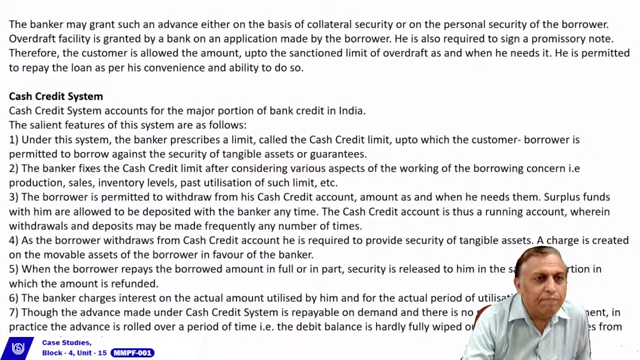 The banker may grant such an advance either on the basis of collateral security or on the personal security of the borrower.
Overdraft facility is granted by a bank on an application made by the borrower. He is also required to sign a promissory note.
Therefore, the customer is allowed the amount, upto the sanctioned limit of overdraft as and when he needs it. He is permitted
to repay the loan as per his convenience and ability to do so.
Cash Credit System
Cash Credit System accounts for the major portion of bank credit in India.
The salient features of this system are as follows:
1) Under this system, the banker prescribes a limit, called the Cash Credit limit, upto which the customer- borrower is
permitted to borrow against the security of tangible assets or guarantees.
2) The banker fixes the Cash Credit limit after considering various aspects of the working of the borrowing concern i.e
production, sales, inventory levels, past utilisation of such limit, etc.
3) The borrower is permitted to withdraw from his Cash Credit account, amount as and when he needs them. Surplus funds
with him are allowed to be deposited with the banker any time. The Cash Credit account is thus a running account, wherein
withdrawals and deposits may be made frequently any number of times.
4) As the borrower withdraws from Cash Credit account he is required to provide security of tangible assets. A charge is created
on the movable assets of the borrower in favour of the banker.
5) When the borrower repays the borrowed amount in full or in part, security is released to him in the
which the amount is refunded.
6) The banker charges interest on the actual amount utilised by him and for the actual period of
7) Though the advance made under Cash Credit System is repayable on demand and there is no
practice the advance is rolled over a period of time i.e. the debit balance is hardly fully wiped from
Case Studies,
Block - 4, Unit - 15 MMPF-001